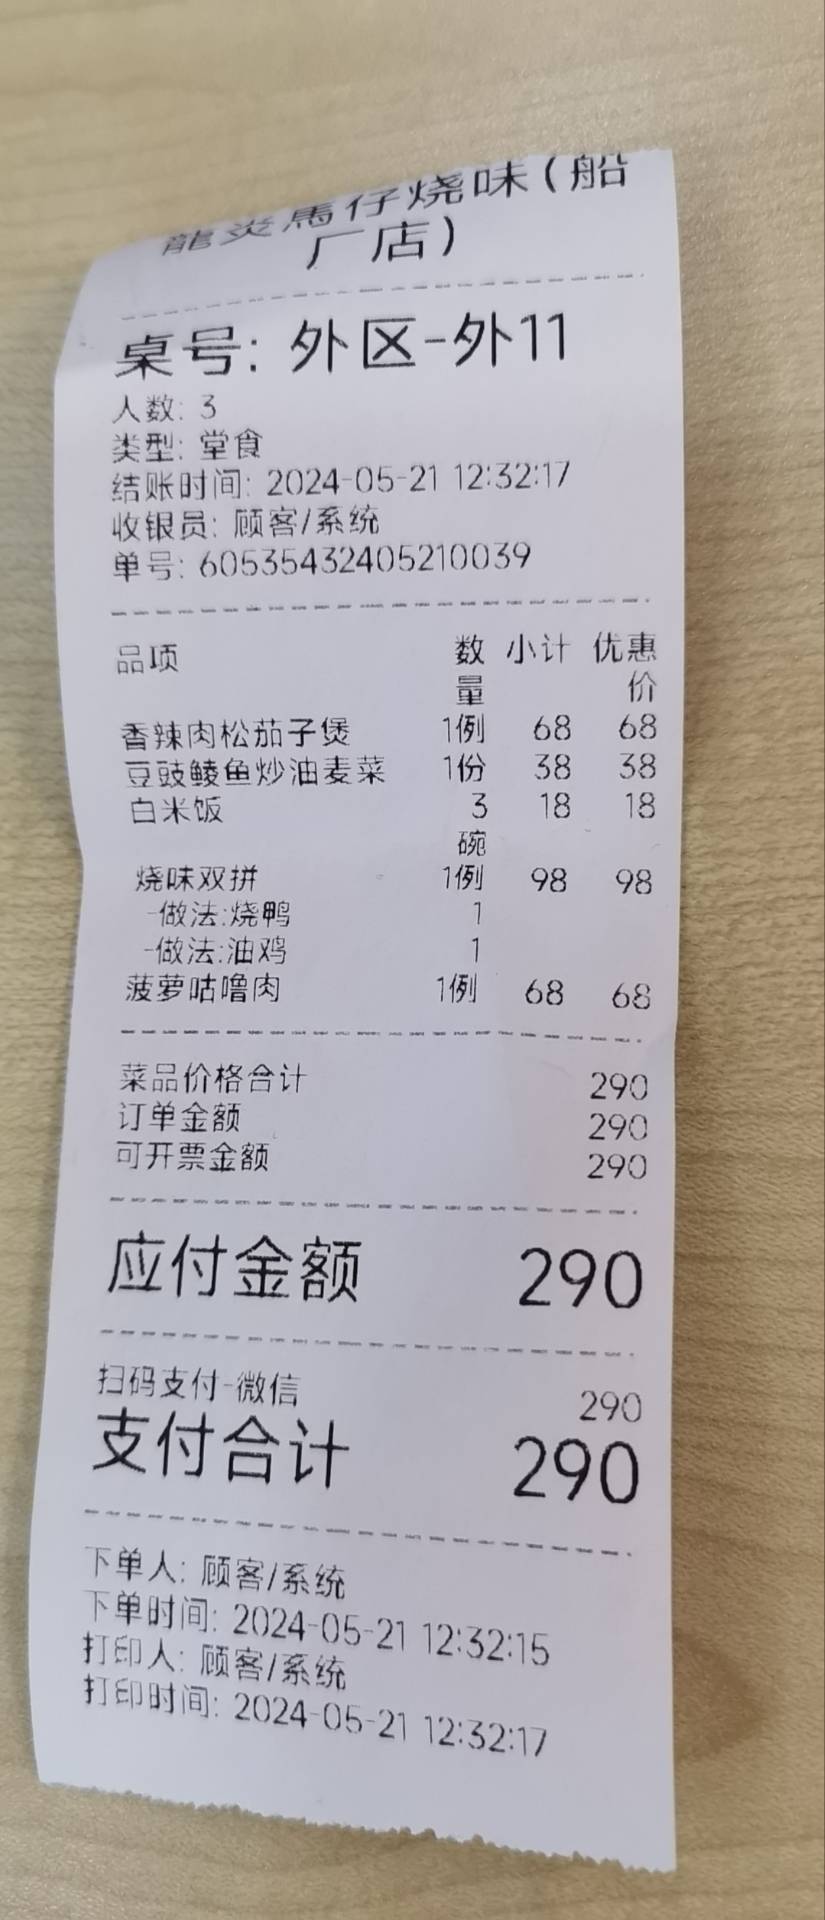 龍炎馬仔烧味(船
厂店)
桌号: 外区-外11
人数: 3
类型: 堂食
结账时间: 2024-05-21 12:32:17
收银员: 顾客/系统
单号: 605354324052​10039
品项 数 小计 优惠
量 价
香辣肉松茄子煲 1例 68 68
豆豉鲮鱼炒油麦菜 1份 38 38
白米饭 3 18 18
碗
烧味双拼 1例 98 98
-做法:烧鸭 1
-做法:油鸡 1
菠萝咕噜肉 1例 68 68
菜品价格合计 290
订单金额 290
可开票金额 290
应付金额 290
扫码支付-微信 290
支付合计 290
下单人: 顾客/系统
下单时间: 2024-05-21 12:32:15
打印人: 顾客/系统
打印时间: 2024-05-21 12:32:17